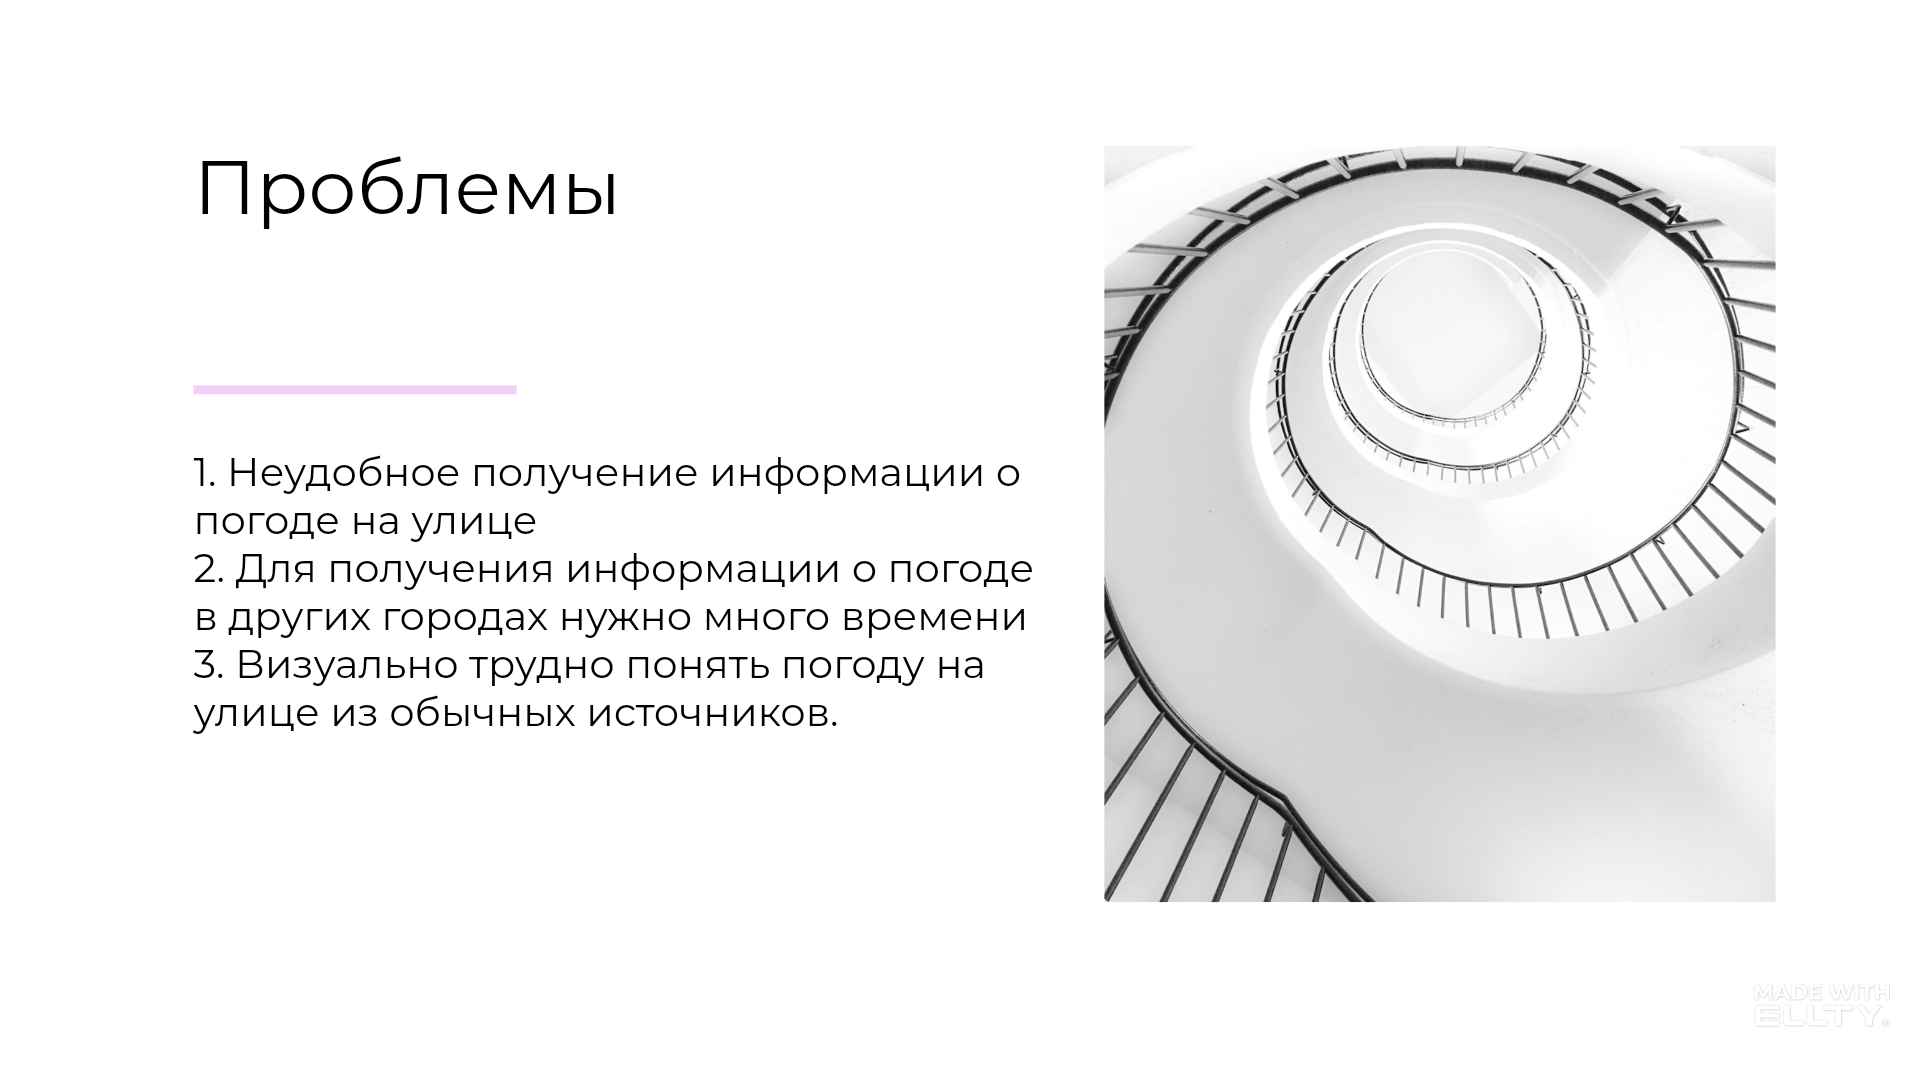 Проблемы
1. Неудобное получение информации о
погоде на улице
2. Для получения информации о погоде
в других городах нужно много времени
3. Визуально трудно понять погоду на
улице из обычных источников.
MADE WITH
ELLTY®